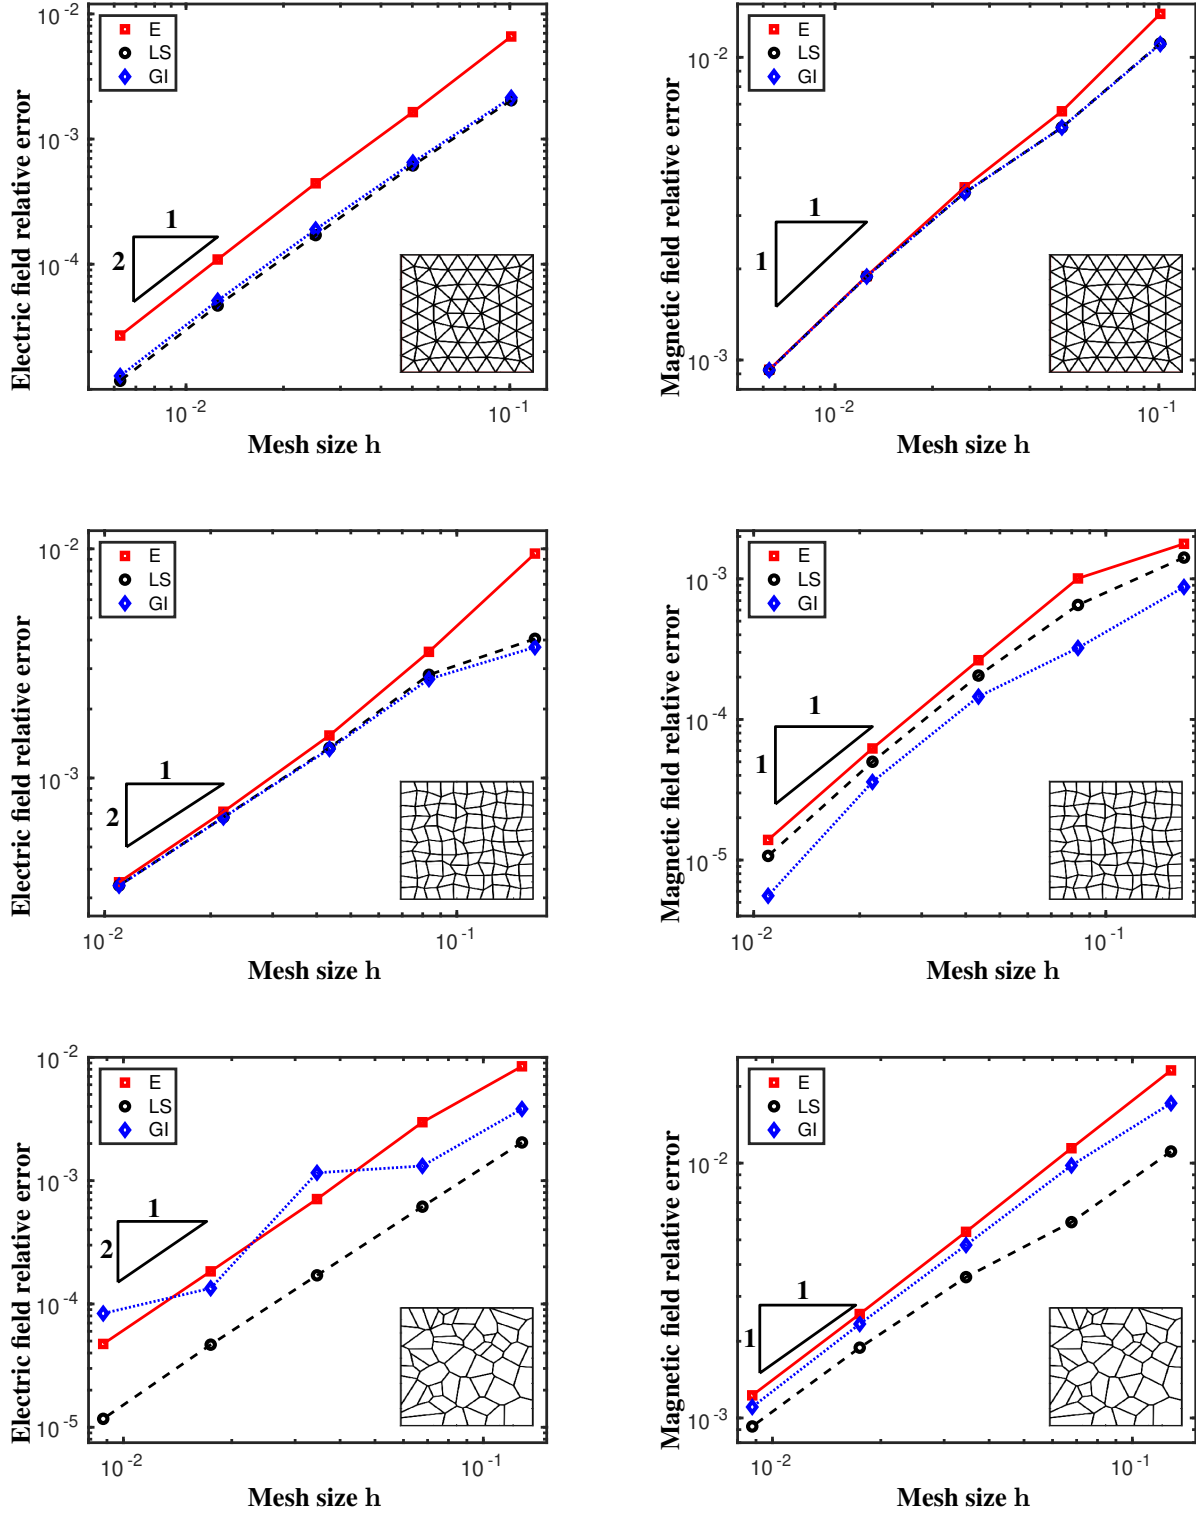 10⁻²
E
LS
GI
10⁻³
10⁻⁴
1
2
Electric field relative error
10⁻² 10⁻¹
Mesh size h
10⁻²
E
LS
GI
1
1
10⁻³
Magnetic field relative error
10⁻² 10⁻¹
Mesh size h
10⁻²
E
LS
GI
10⁻³
1
2
Electric field relative error
10⁻² 10⁻¹
Mesh size h
E
LS
GI
10⁻³
10⁻⁴
1
1
10⁻⁵
Magnetic field relative error
10⁻² 10⁻¹
Mesh size h
10⁻²
E
LS
GI
10⁻³
1
2
10⁻⁴
10⁻⁵
Electric field relative error
10⁻² 10⁻¹
Mesh size h
E
LS
GI
10⁻²
1
1
10⁻³
Magnetic field relative error
10⁻² 10⁻¹
Mesh size h